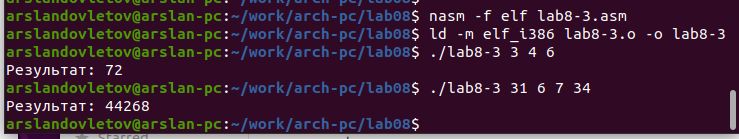 arslandovletov@arslan-pc:~/work/arch-pc/lab08$ nasm -f elf lab8-3.asm
arslandovletov@arslan-pc:~/work/arch-pc/lab08$ ld -m elf_i386 lab8-3.o -o lab8-3
arslandovletov@arslan-pc:~/work/arch-pc/lab08$ ./lab8-3 3 4 6
Результат: 72
arslandovletov@arslan-pc:~/work/arch-pc/lab08$ ./lab8-3 31 6 7 34
Результат: 44268
arslandovletov@arslan-pc:~/work/arch-pc/lab08$